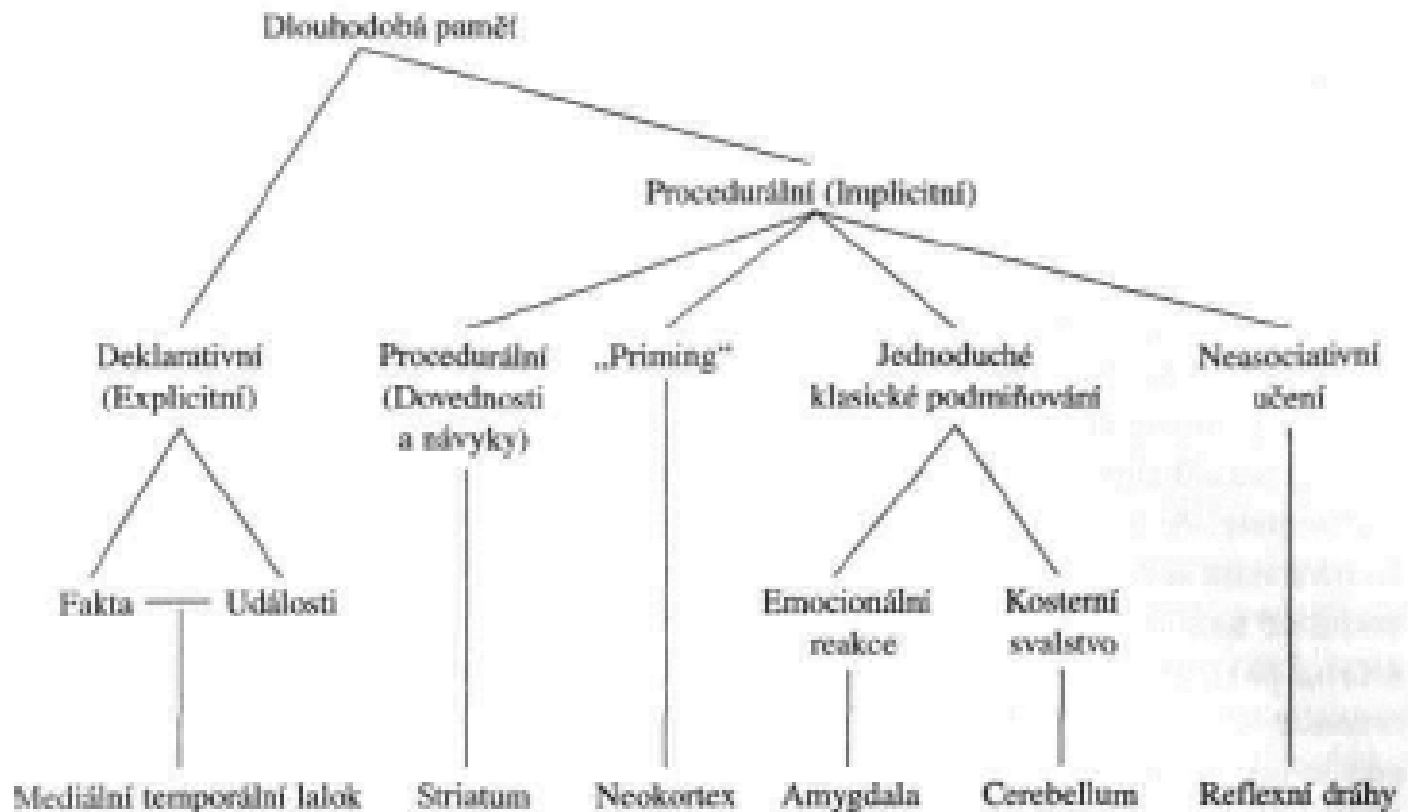 Dlouhodobá paměť
Procedurální (Implicitní)
Deklarativní
(Explicitní)
Procedurální
(Dovednosti
a návyky)
„Priming“
Jednoduché
klasické podmiňování
Neasociativní
učení
Fakta
Události
Emocionální
reakce
Kosterní
svalstvo
Mediální temporální lalok
Striatum
Neokortex
Amygdala
Cerebellum
Reflexní dráhy